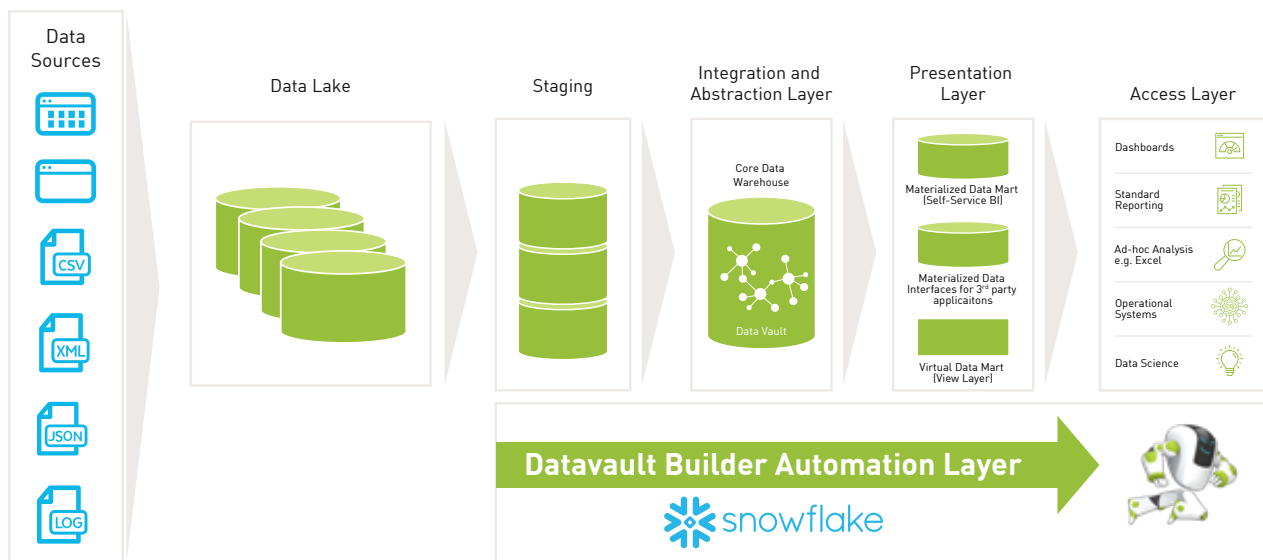 Data
Sources
CSV
XML
JSON
LOG
Data Lake
Staging
Integration and
Abstraction Layer
Core Data
Warehouse
Data Vault
Presentation
Layer
Materialized Data Mart
(Self-Service BI)
Materialized Data
Interfaces for 3rd party
applicaitons
Virtual Data Mart
(View Layer)
Access Layer
Dashboards
Standard
Reporting
Ad-hoc Analysis
e.g. Excel
Operational
Systems
Data Science
Datavault Builder Automation Layer
snowflake